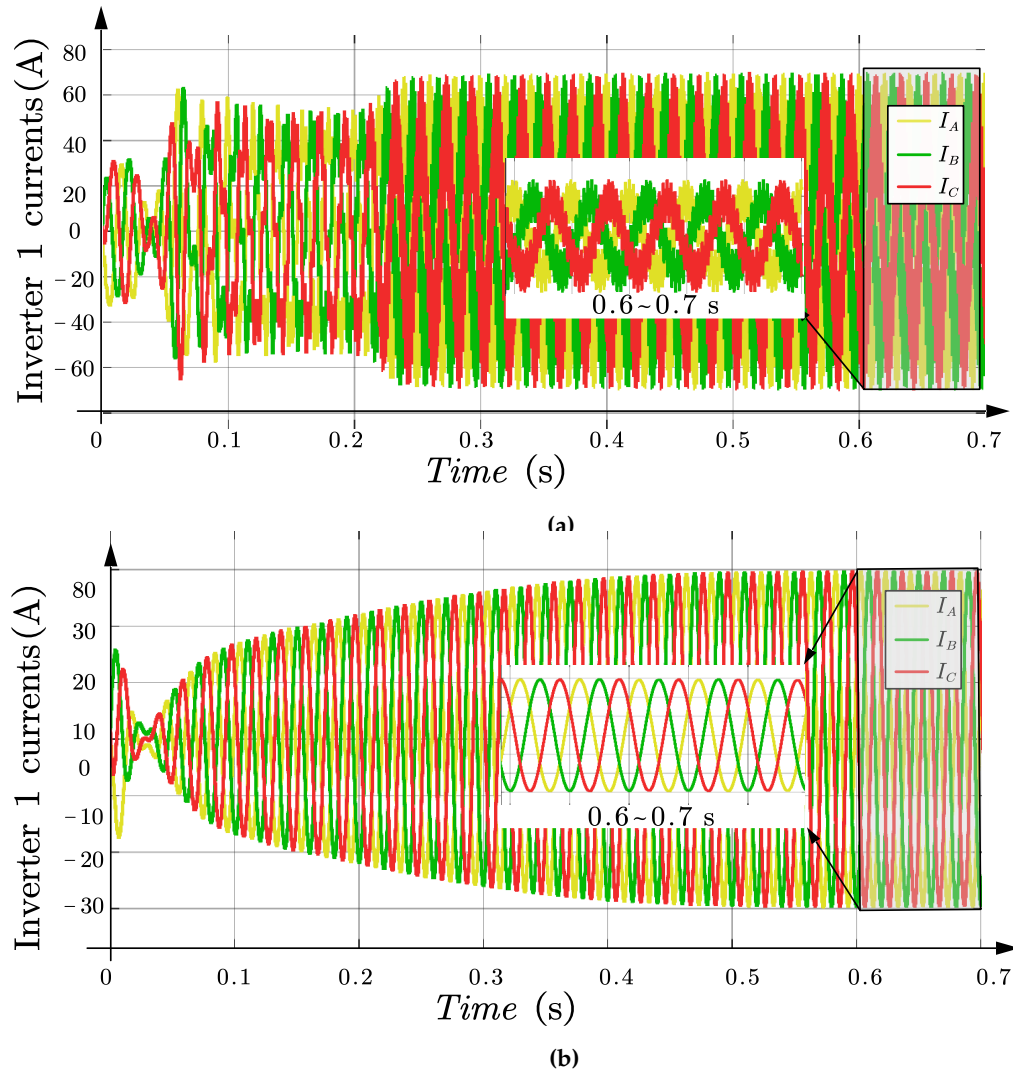 Inverter 1 currents(A)
80
60
40
20
0
-20
-40
-60
I_A
I_B
I_C
0.6~0.7 s
0 0.1 0.2 0.3 0.4 0.5 0.6 0.7
Time (s)
(a)
Inverter 1 currents(A)
80
30
20
10
0
-10
-20
-30
I_A
I_B
I_C
0.6~0.7 s
0 0.1 0.2 0.3 0.4 0.5 0.6 0.7
Time (s)
(b)